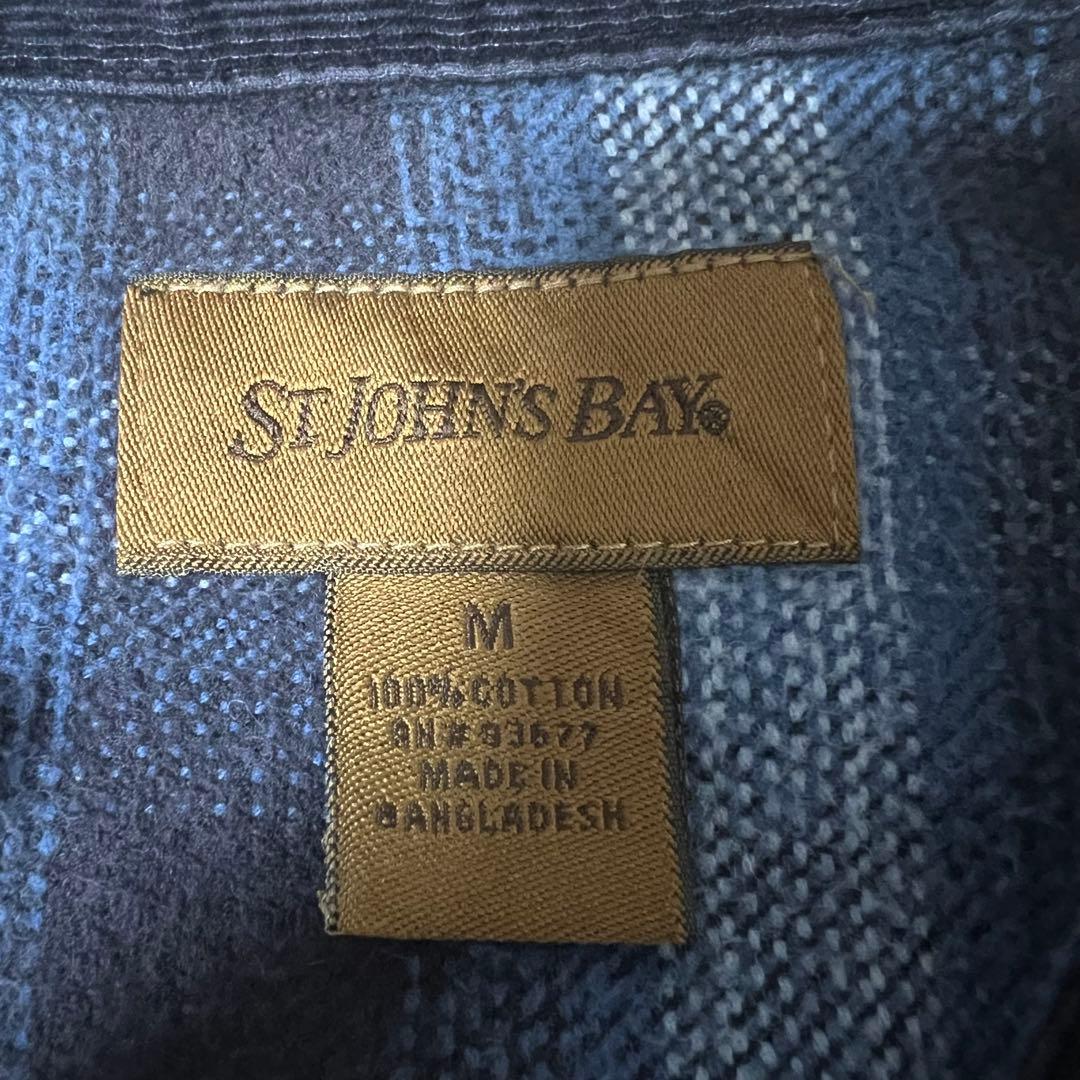 ST JOHN'S BAY®
M
100% COTTON
RN# 93677
MADE IN
BANGLADESH